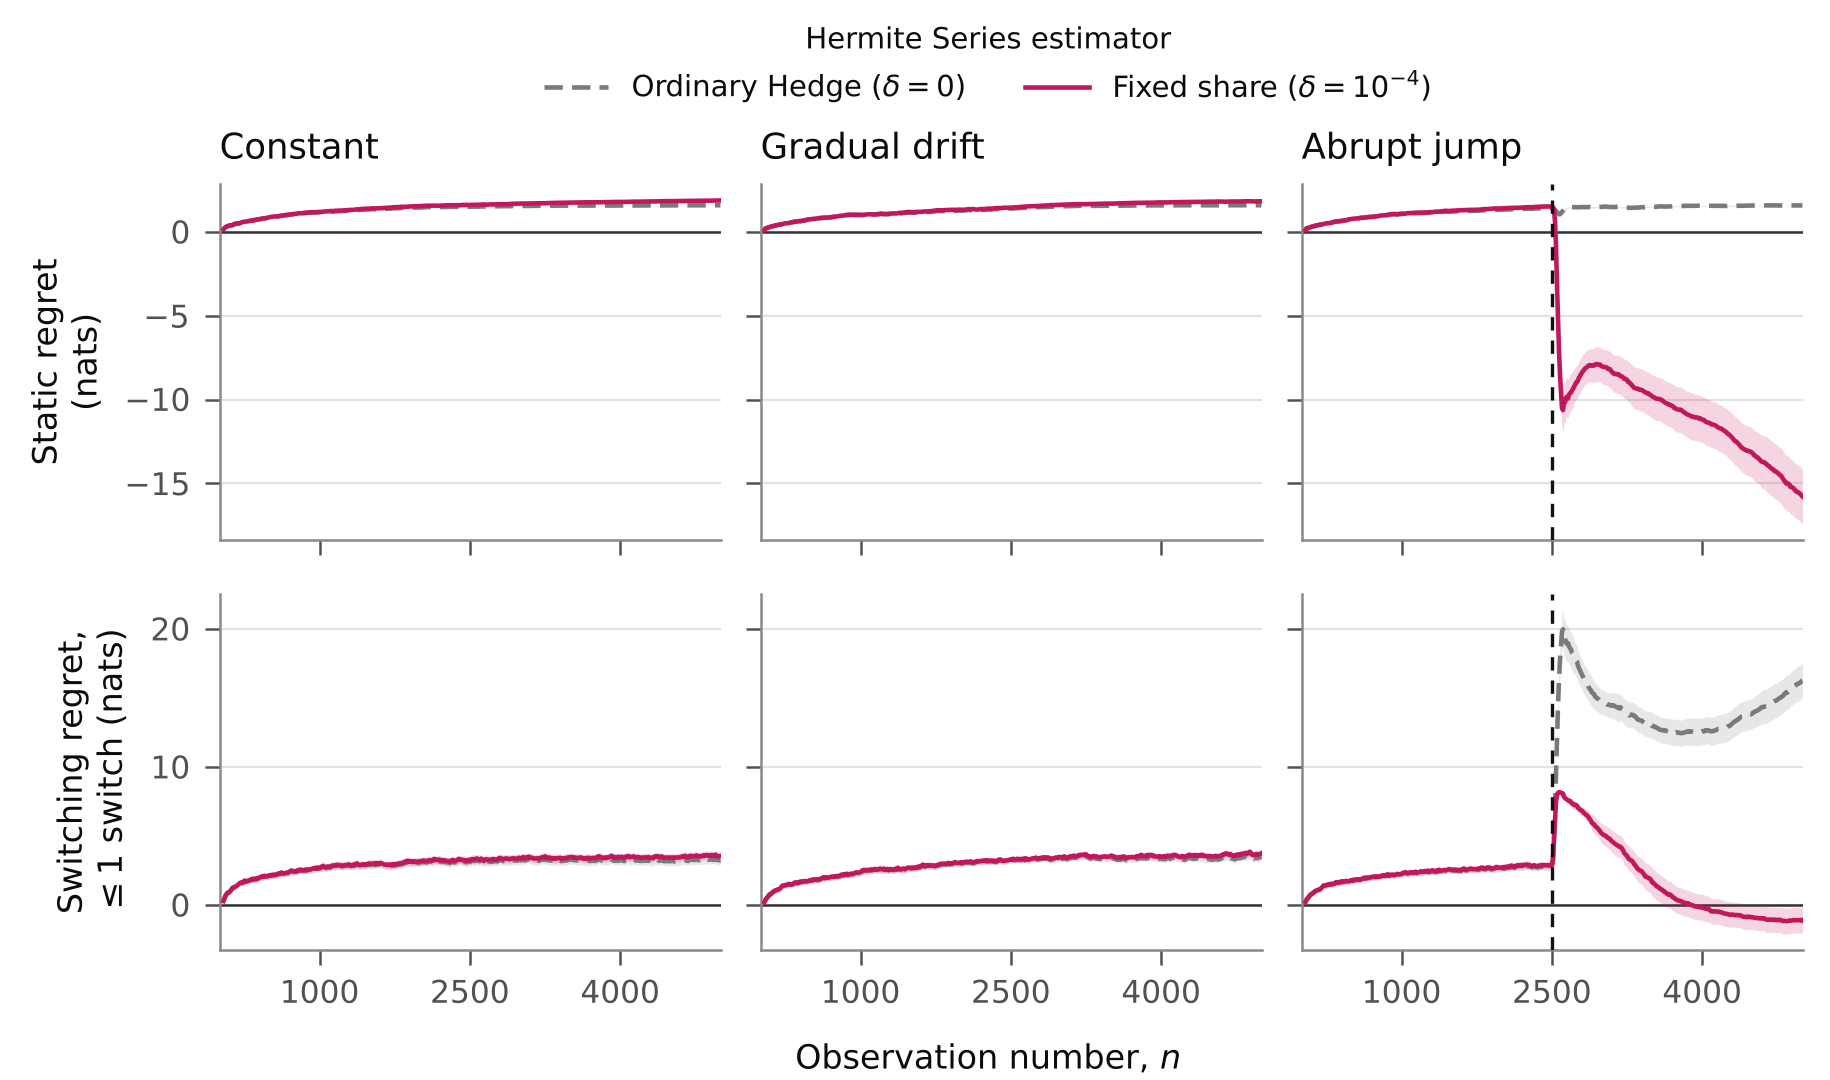 Hermite Series estimator
Ordinary Hedge (δ = 0) Fixed share (δ = 10⁻⁴)
Constant Gradual drift Abrupt jump
Static regret
(nats)
0
−5
−10
−15
Switching regret,
≤ 1 switch (nats)
20
10
0
1000 2500 4000 1000 2500 4000 1000 2500 4000
Observation number, n